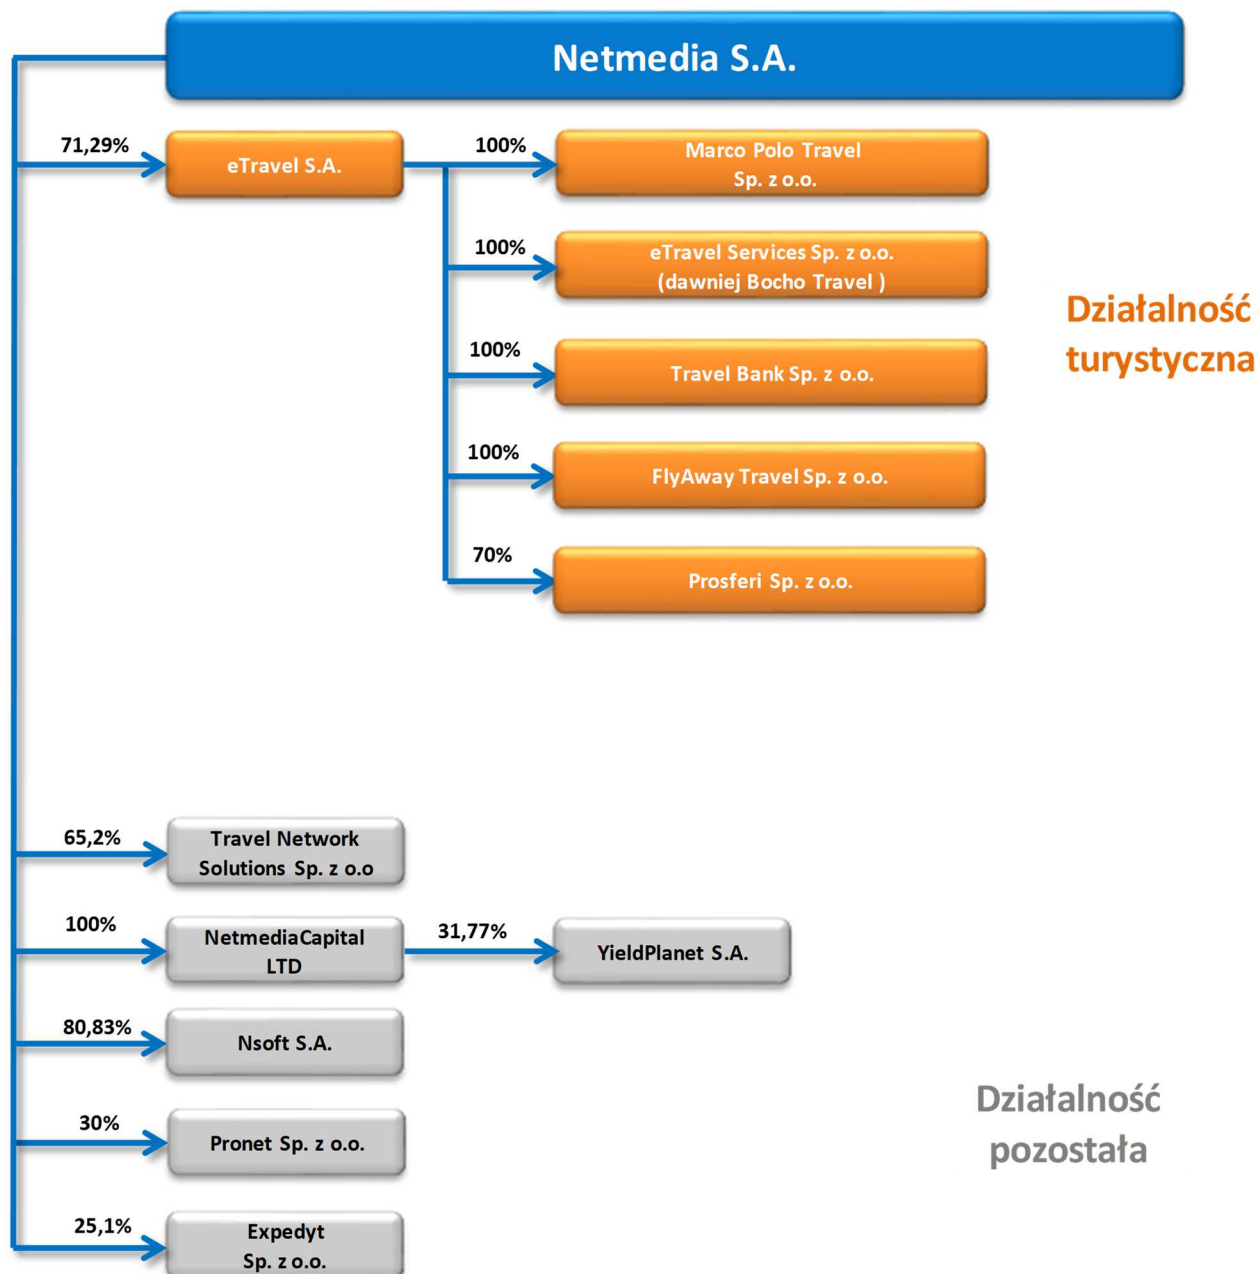 Netmedia S.A.
71,29%
eTravel S.A.
100%
Marco Polo Travel
Sp. z o.o.
100%
eTravel Services Sp. z o.o.
(dawniej Bocho Travel )
Działalność
turystyczna
100%
Travel Bank Sp. z o.o.
100%
FlyAway Travel Sp. z o.o.
70%
Prosferi Sp. z o.o.
65,2%
Travel Network
Solutions Sp. z o.o
100%
NetmediaCapital
LTD
31,77%
YieldPlanet S.A.
80,83%
Nsoft S.A.
30%
Pronet Sp. z o.o.
Działalność
pozostała
25,1%
Expedyt
Sp. z o.o.